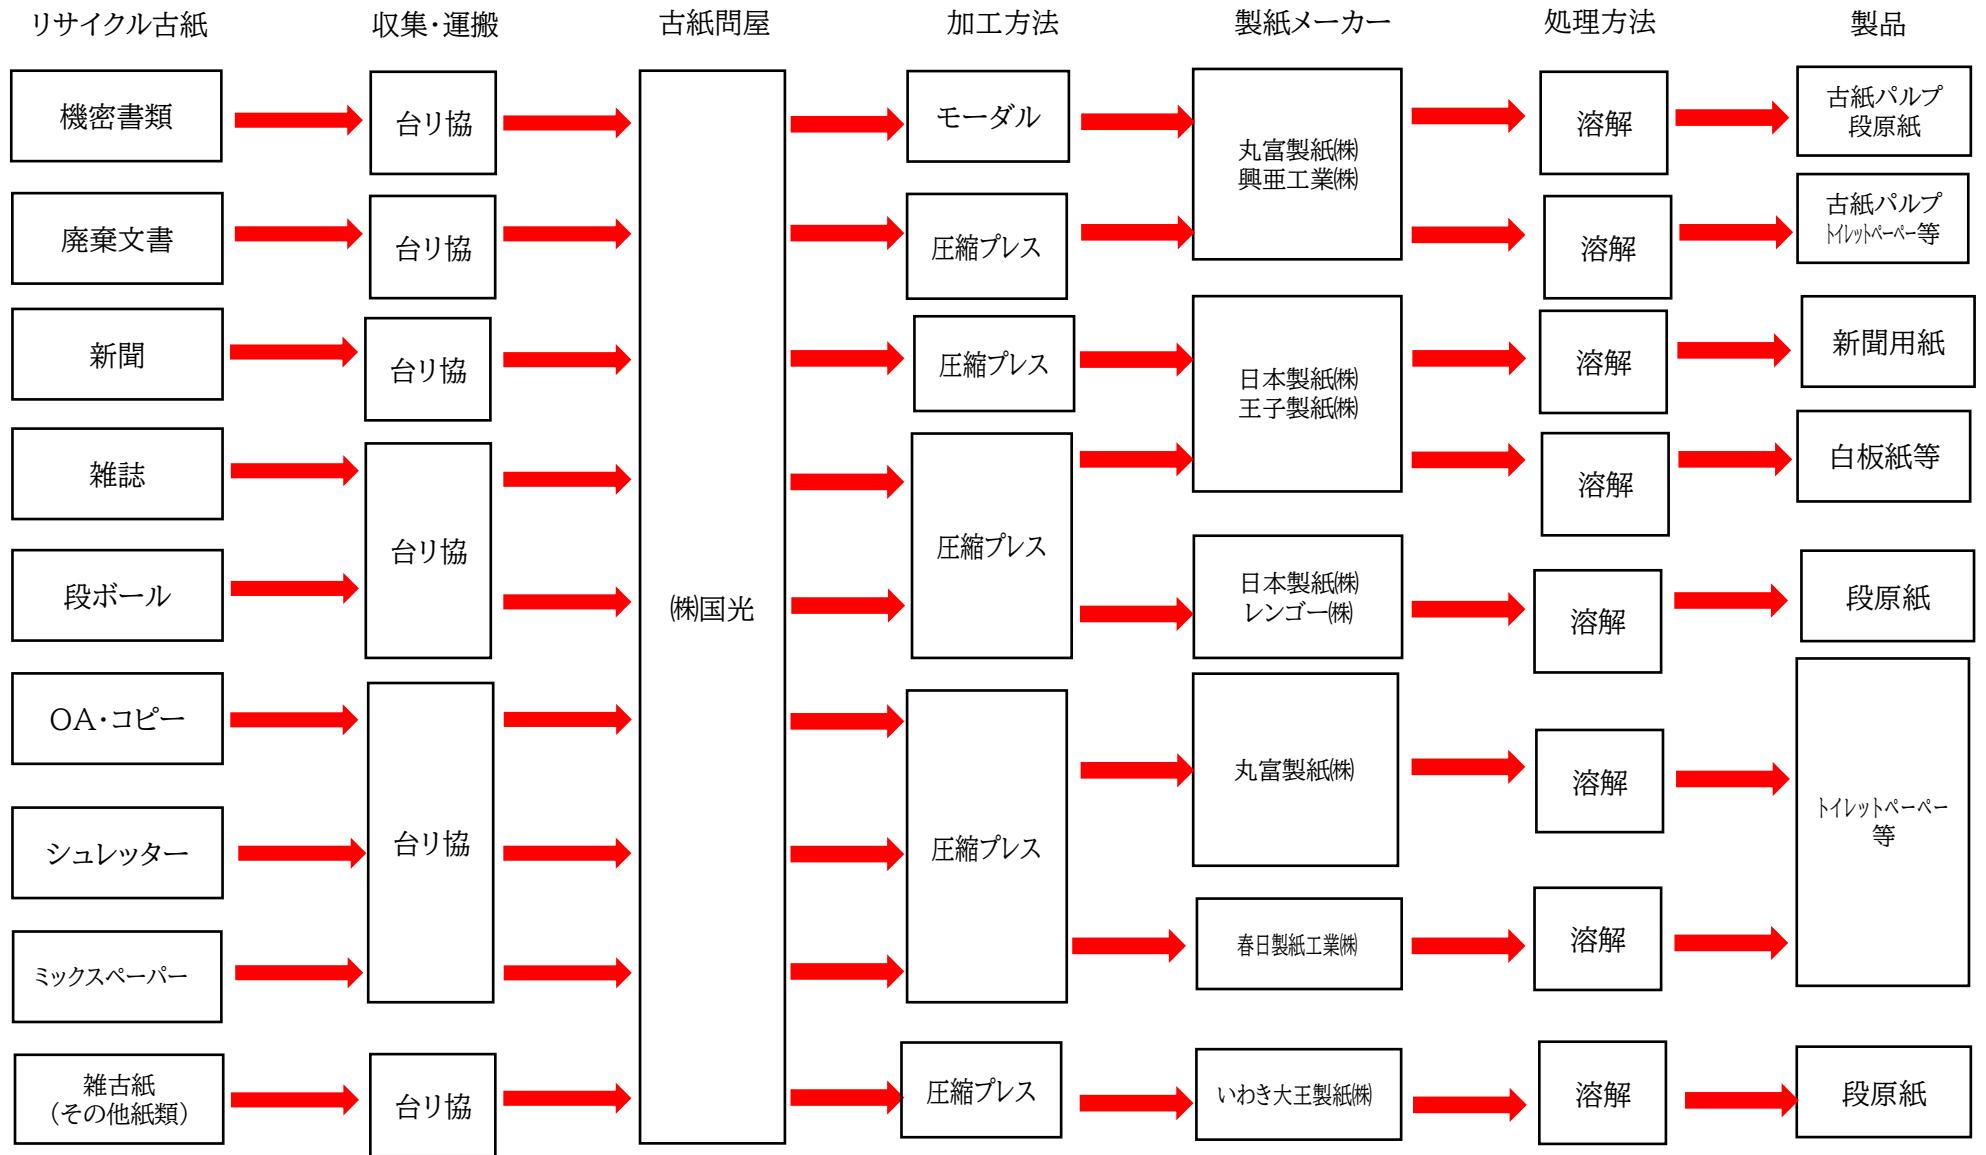 リサイクル古紙
収集・運搬
古紙問屋
加工方法
製紙メーカー
処理方法
製品
機密書類
台リ協
モーダル
丸富製紙㈱
興亜工業㈱
溶解
古紙パルプ
段原紙
廃棄文書
台リ協
圧縮プレス
溶解
古紙パルプ
トイレットペーペー等
新聞
台リ協
圧縮プレス
日本製紙㈱
王子製紙㈱
溶解
新聞用紙
雑誌
台リ協
圧縮プレス
溶解
白板紙等
段ボール
㈱国光
日本製紙㈱
レンゴー㈱
溶解
段原紙
OA・コピー
台リ協
圧縮プレス
丸富製紙㈱
溶解
トイレットペーペー
等
シュレッター
ミックスペーパー
春日製紙工業㈱
溶解
雑古紙
（その他紙類）
台リ協
圧縮プレス
いわき大王製紙㈱
溶解
段原紙